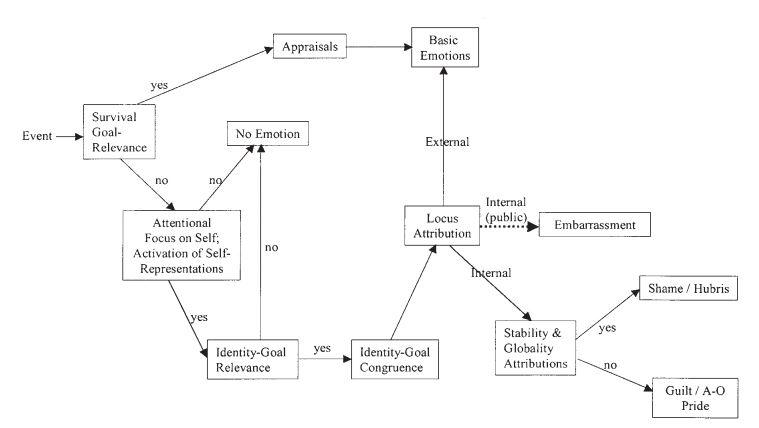 Basic
Emotions
Appraisals
yes
Survival
Goal-
Relevance
Event
No Emotion
no
no
External
Attentional
Focus on Self;
Activation of Self-
Representations
Locus
Attribution
Internal
(public)
Embarrassment
no
Internal
Shame / Hubris
yes
Stability &
Globality
Attributions
yes
Identity-Goal
Relevance
yes
Identity-Goal
Congruence
no
Guilt / A-O
Pride